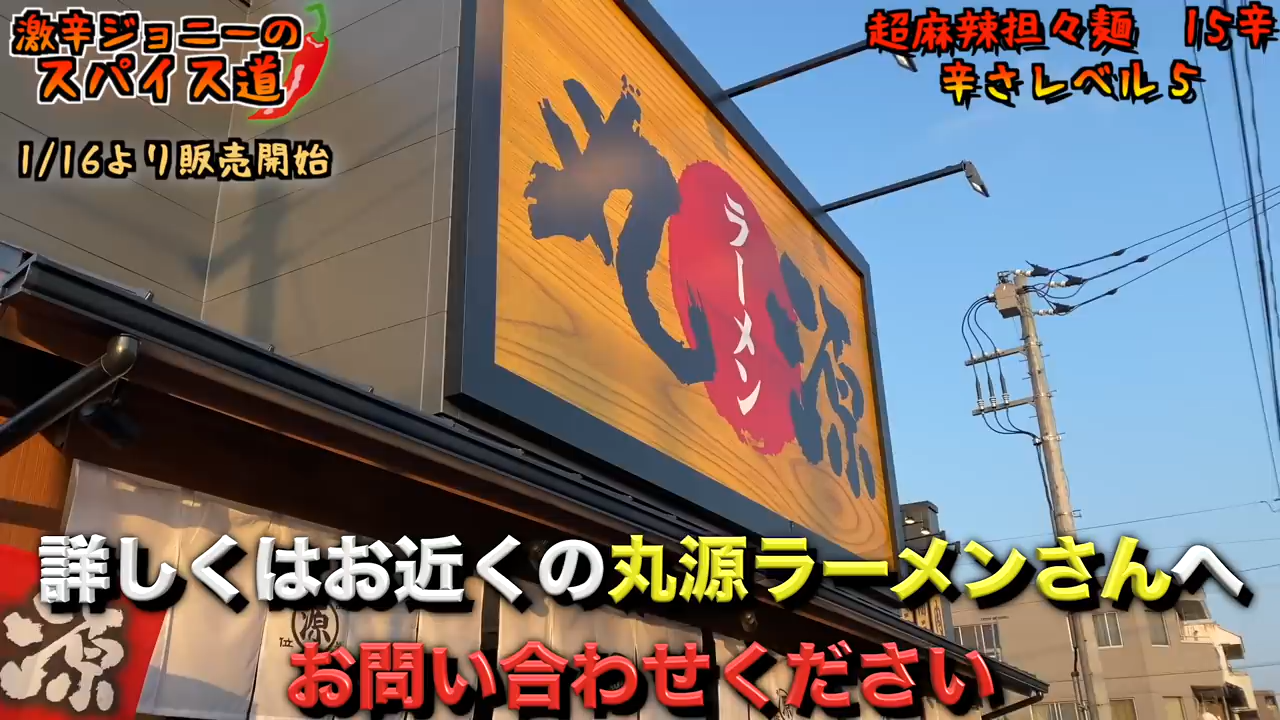 激辛ジョニーの
スパイス道
1/16より販売開始
超麻辣担々麺　15辛
辛さレベル5
丸源
ラーメン
詳しくはお近くの丸源ラーメンさんへ
お問い合わせください
源
源